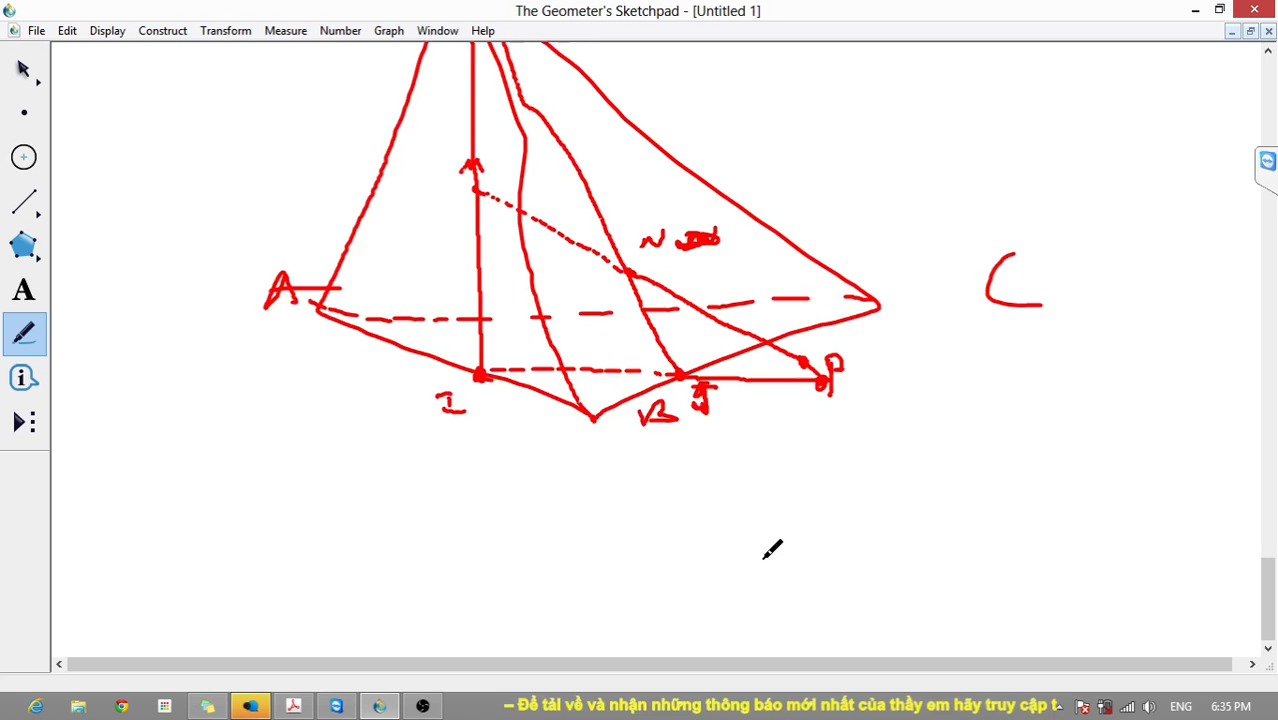 The Geometer's Sketchpad - [Untitled 1]
File Edit Display Construct Transform Measure Number Graph Window Help
N
A
C
P
I
B J
A
– Để tải về và nhận những thông báo mới nhất của thầy em hãy truy cập t
ENG 6:35 PM